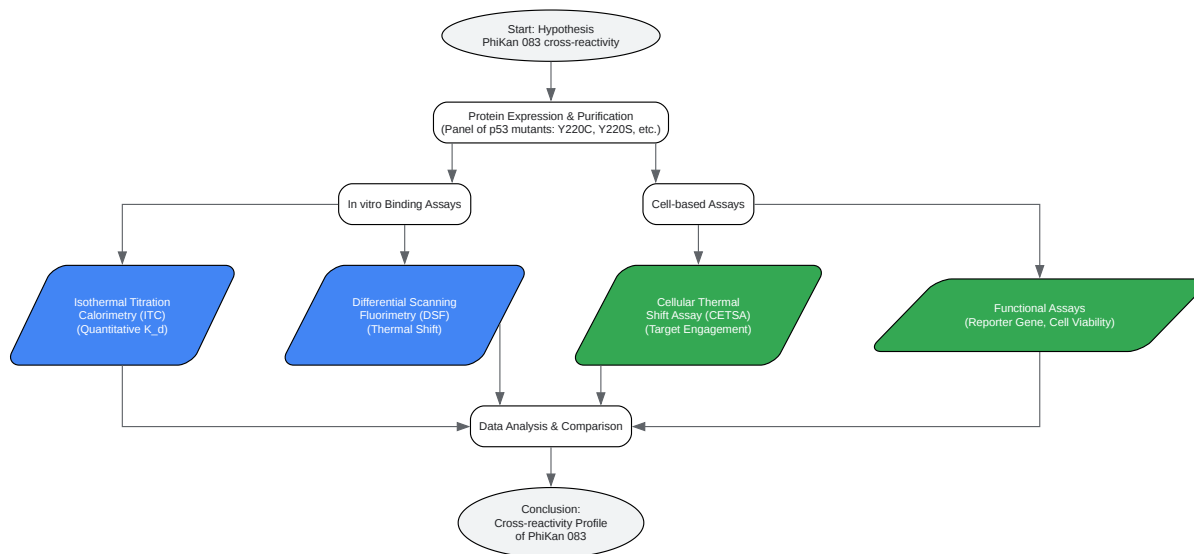 Start: Hypothesis
PhiKan 083 cross-reactivity
Protein Expression & Purification
(Panel of p53 mutants: Y220C, Y220S, etc.)
In vitro Binding Assays
Cell-based Assays
Isothermal Titration
Calorimetry (ITC)
(Quantitative K_d)
Differential Scanning
Fluorimetry (DSF)
(Thermal Shift)
Cellular Thermal
Shift Assay (CETSA)
(Target Engagement)
Functional Assays
(Reporter Gene, Cell Viability)
Data Analysis & Comparison
Conclusion:
Cross-reactivity Profile
of PhiKan 083